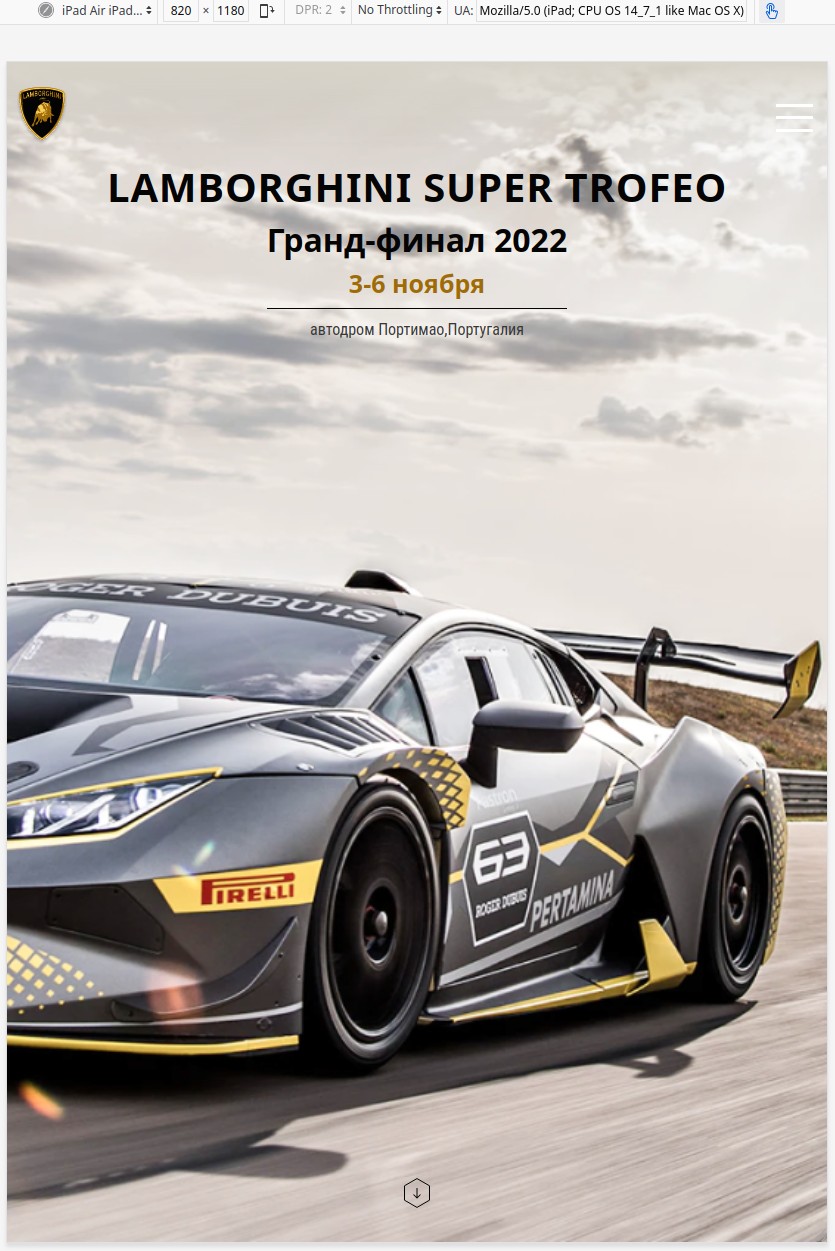 iPad Air iPad... 820 × 1180 DPR: 2 No Throttling UA: Mozilla/5.0 (iPad; CPU OS 14_7_1 like Mac OS X)
LAMBORGHINI
LAMBORGHINI SUPER TROFEO
Гранд-финал 2022
3-6 ноября
автодром Портимао,Португалия
ROGER DUBUIS
63
ROGER DUBUIS
PERTAMINA
PIRELLI